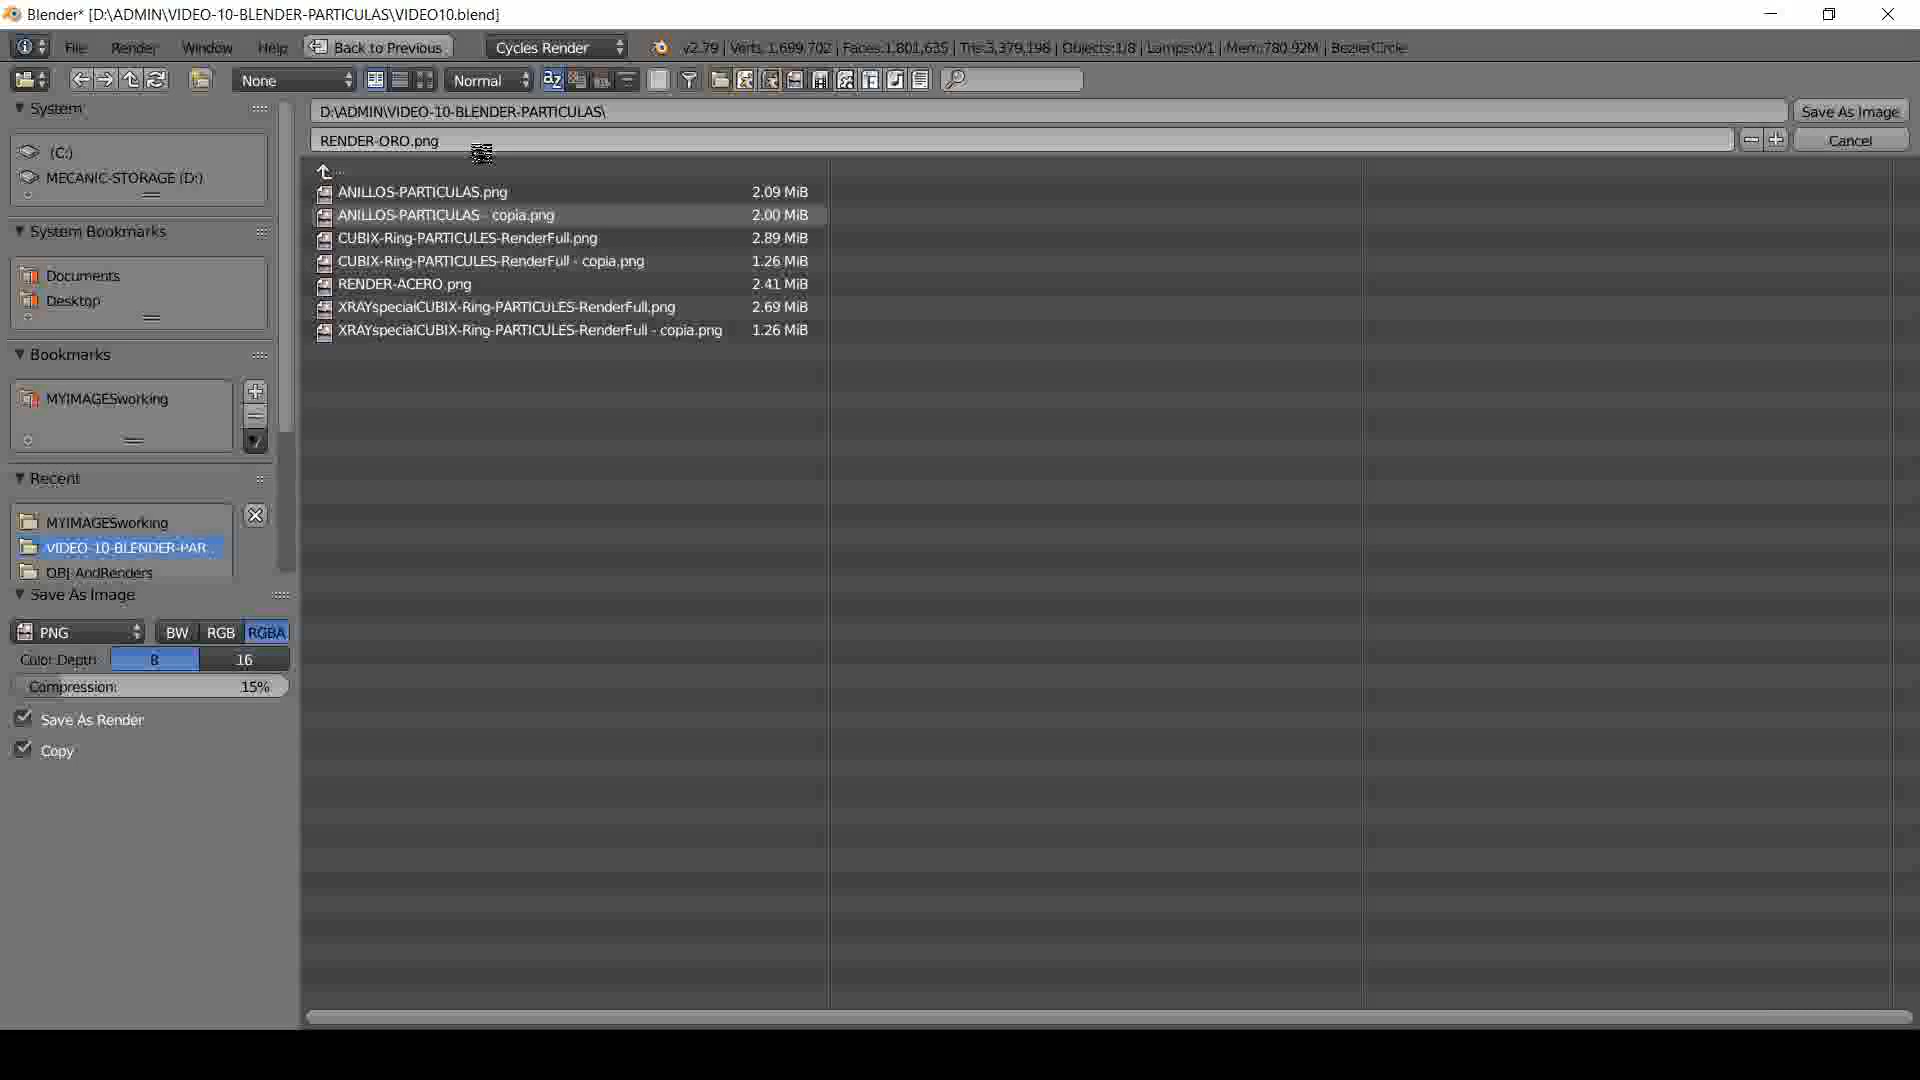 Blender* [D:\ADMIN\VIDEO-10-BLENDER-PARTICULAS\VIDEO10.blend]
File Render Window Help Back to Previous Cycles Render v2.79 | Verts:1,699,702 | Faces:1,801,635 | Tris:3,379,198 | Objects:1/8 | Lamps:0/1 | Mem:780.92M | BezierCircle
None Normal
System
D:\ADMIN\VIDEO-10-BLENDER-PARTICULAS\ Save As Image
RENDER-ORO.png Cancel
(C:)
MECANIC-STORAGE (D:)
System Bookmarks
Documents
Desktop
Bookmarks
MYIMAGESworking
Recent
MYIMAGESworking
VIDEO-10-BLENDER-PAR...
OBJ-AndRenders
Save As Image
PNG BW RGB RGBA
Color Depth: 8 16
Compression: 15%
Save As Render
Copy
..
ANILLOS-PARTICULAS.png 2.09 MiB
ANILLOS-PARTICULAS - copia.png 2.00 MiB
CUBIX-Ring-PARTICULES-RenderFull.png 2.89 MiB
CUBIX-Ring-PARTICULES-RenderFull - copia.png 1.26 MiB
RENDER-ACERO.png 2.41 MiB
XRAYspecialCUBIX-Ring-PARTICULES-RenderFull.png 2.69 MiB
XRAYspecialCUBIX-Ring-PARTICULES-RenderFull - copia.png 1.26 MiB